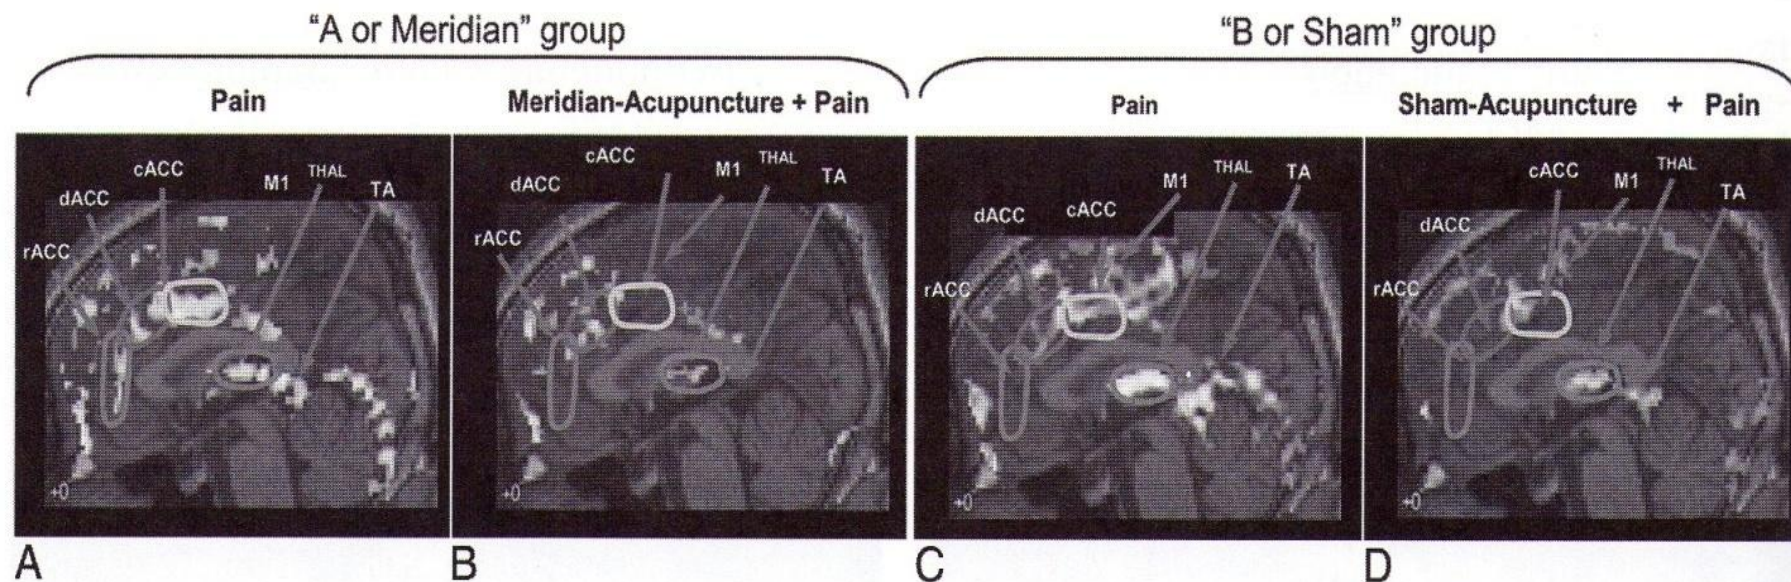 “A or Meridian” group
“B or Sham” group
Pain
Meridian-Acupuncture + Pain
Pain
Sham-Acupuncture + Pain
cACC
M1
THAL
TA
dACC
rACC
+0
A
cACC
M1
THAL
TA
dACC
rACC
+0
B
M1
THAL
TA
dACC
cACC
rACC
+0
C
cACC
M1
THAL
TA
dACC
rACC
+0
D